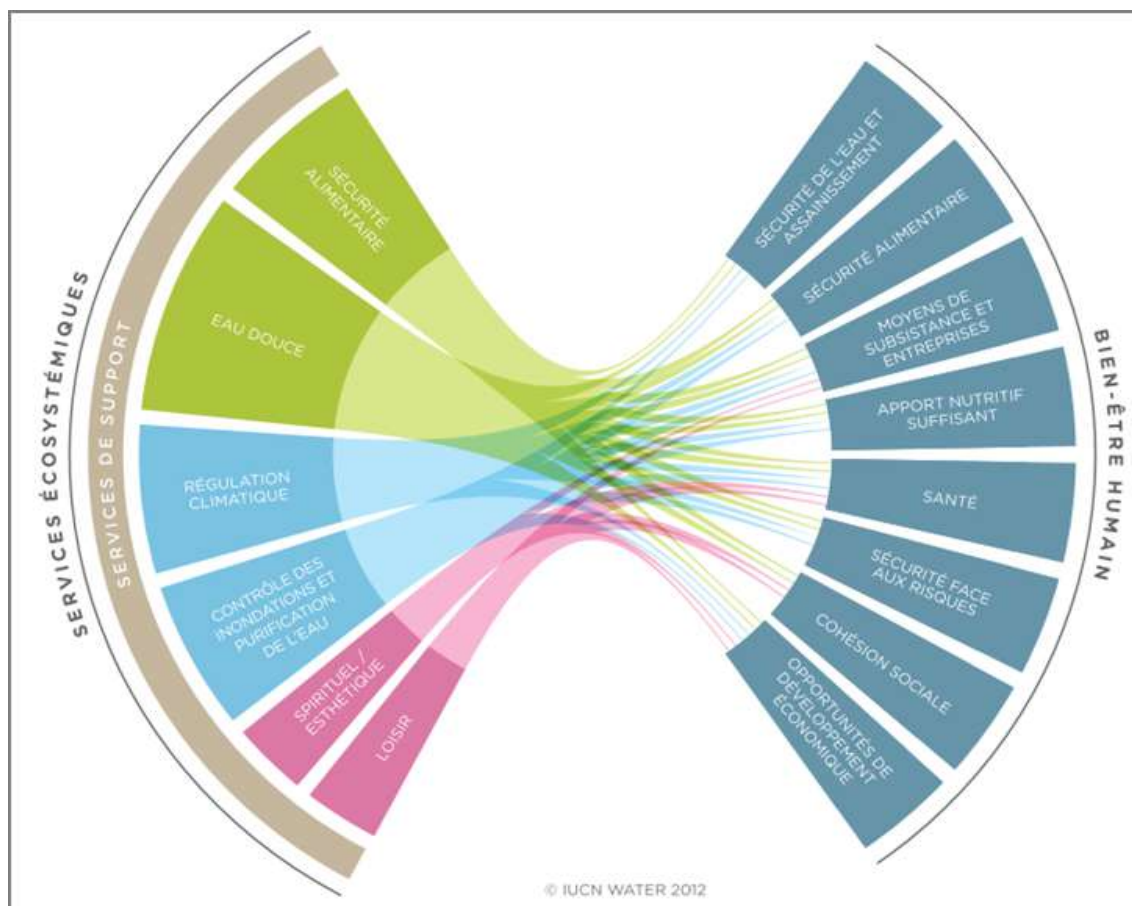 SERVICES ÉCOSYSTÉMIQUES
SERVICES DE SUPPORT
SÉCURITÉ
ALIMENTAIRE
EAU DOUCE
RÉGULATION
CLIMATIQUE
CONTRÔLE DES
INONDATIONS ET
PURIFICATION
DE L'EAU
SPIRITUEL /
ESTHÉTIQUE
LOISIR
SÉCURITÉ DE L'EAU ET
ASSAINISSEMENT
SÉCURITÉ ALIMENTAIRE
MOYENS DE
SUBSISTANCE ET
ENTREPRISES
APPORT NUTRITIF
SUFFISANT
SANTÉ
SÉCURITÉ FACE
AUX RISQUES
COHÉSION SOCIALE
OPPORTUNITÉS DE
DÉVELOPPEMENT
ÉCONOMIQUE
BIEN-ÊTRE HUMAIN
© IUCN WATER 2012